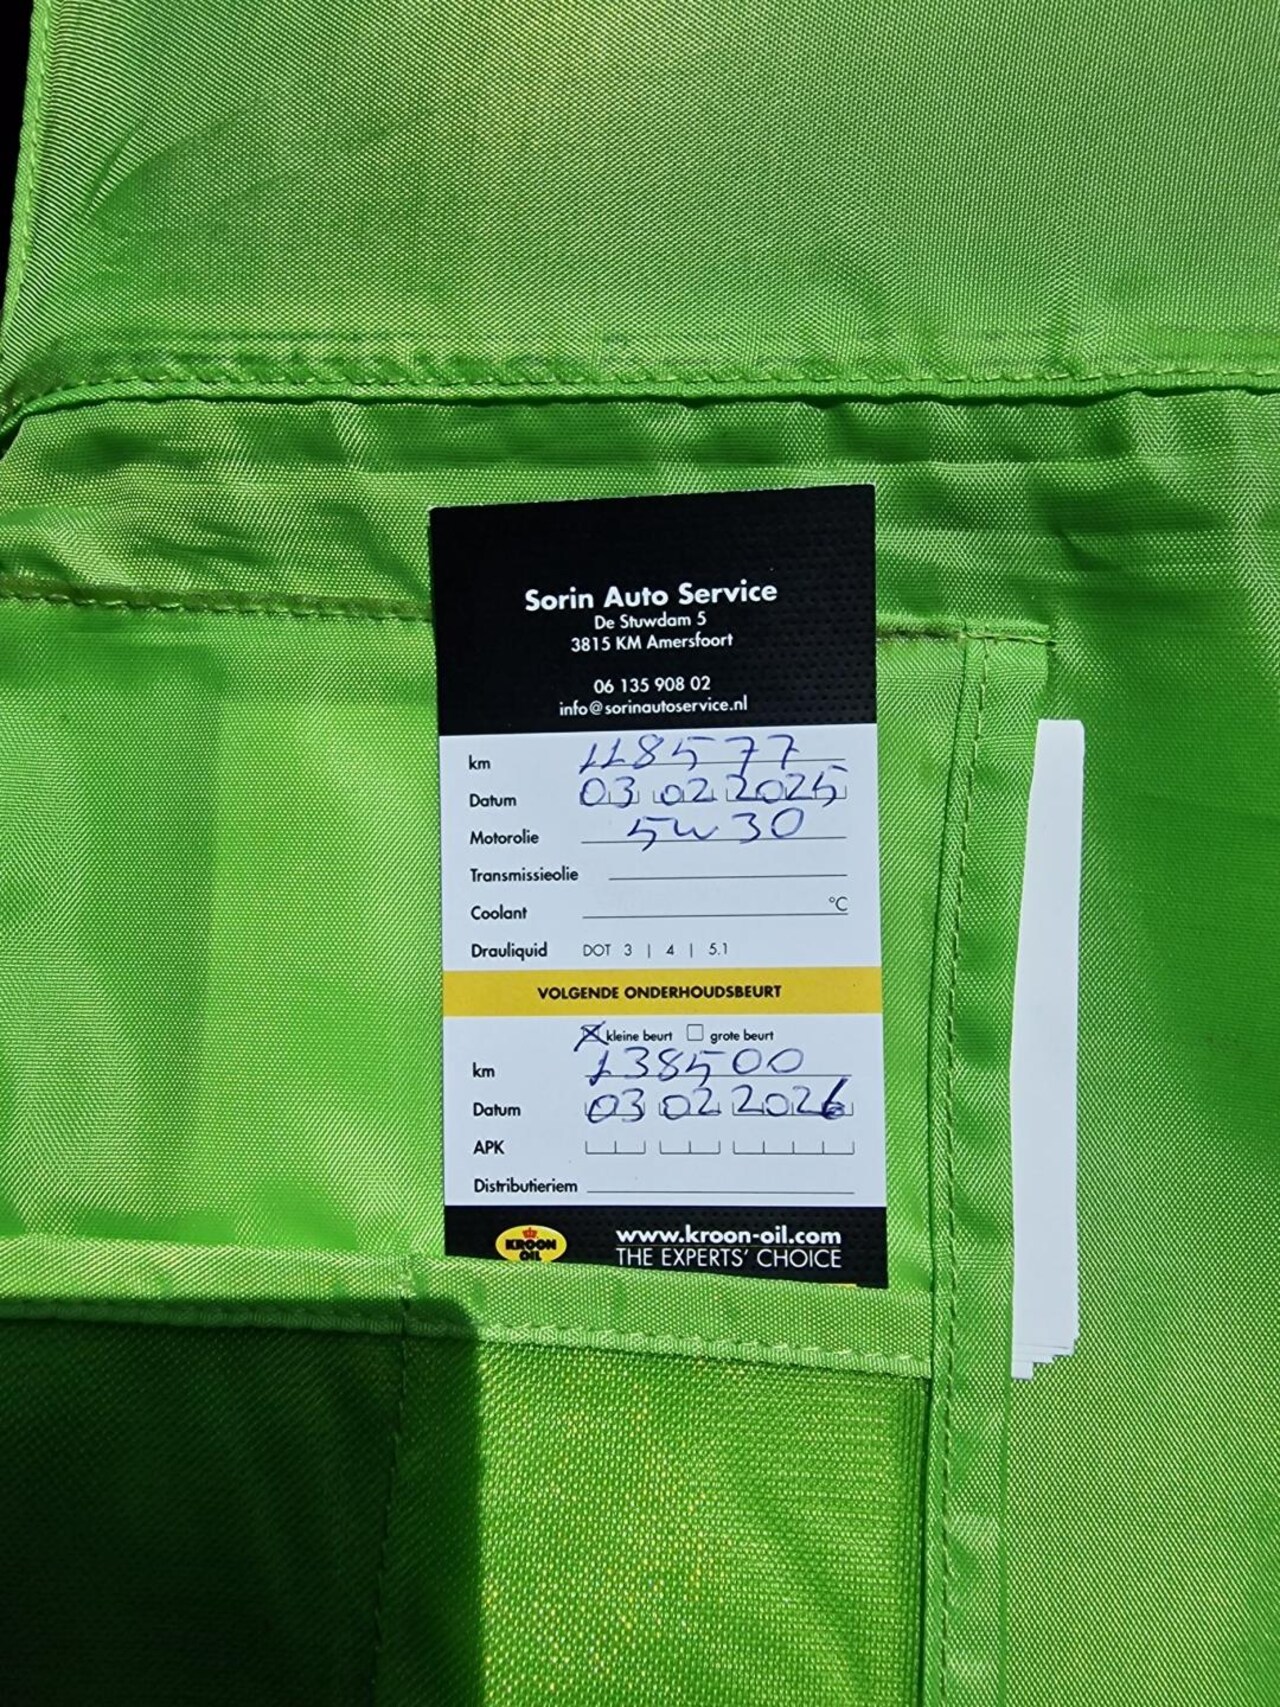 Sorin Auto Service
De Stuwdam 5
3815 KM Amersfoort
06 135 908 02
info@sorinautoservice.nl
km 118577
Datum 03 02 2025
Motorolie 5w30
Transmissieolie
Coolant °C
Drauliquid DOT 3 | 4 | 5.1
VOLGENDE ONDERHOUDSBEURT
kleine beurt grote beurt
km 138500
Datum 03 02 2026
APK
Distributieriem
KROON OIL www.kroon-oil.com
THE EXPERTS' CHOICE